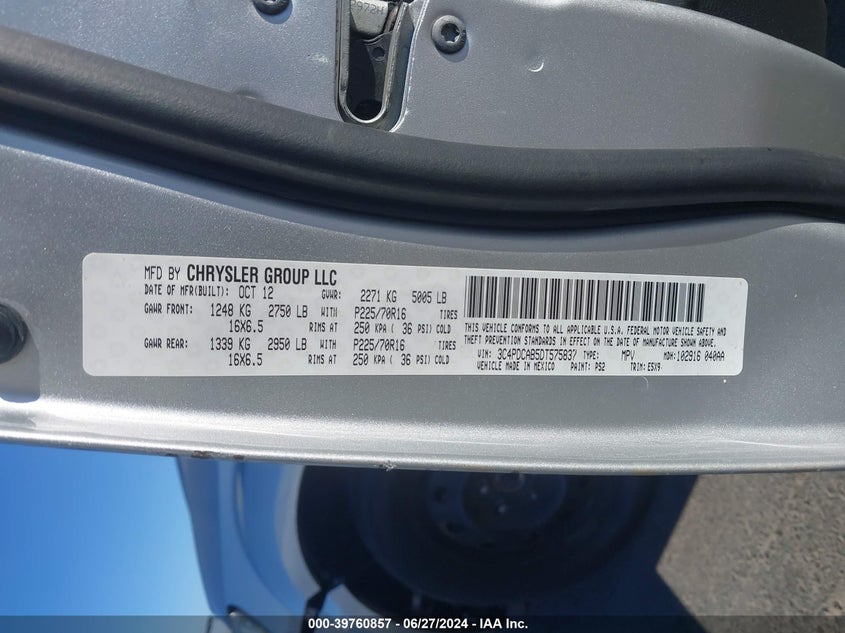 2972H
MFD BY CHRYSLER GROUP LLC
DATE OF MFR(BUILT): OCT 12 GVWR: 2271 KG 5005 LB
GAWR FRONT: 1248 KG 2750 LB WITH P225/70R16 TIRES
16X6.5 RIMS AT 250 KPA ( 36 PSI) COLD
GAWR REAR: 1339 KG 2950 LB WITH P225/70R16 TIRES
16X6.5 RIMS AT 250 KPA ( 36 PSI) COLD
THIS VEHICLE CONFORMS TO ALL APPLICABLE U.S.A. FEDERAL MOTOR VEHICLE SAFETY AND
THEFT PREVENTION STANDARDS IN EFFECT ON THE DATE OF MANUFACTURE SHOWN ABOVE.
VIN: 3C4PDCAB5DT575837 TYPE: MPV MDH:102916 040AA
VEHICLE MADE IN MEXICO PAINT: PS2 TRIM: E5X9
000-39760857 - 06/27/2024 - IAA Inc.